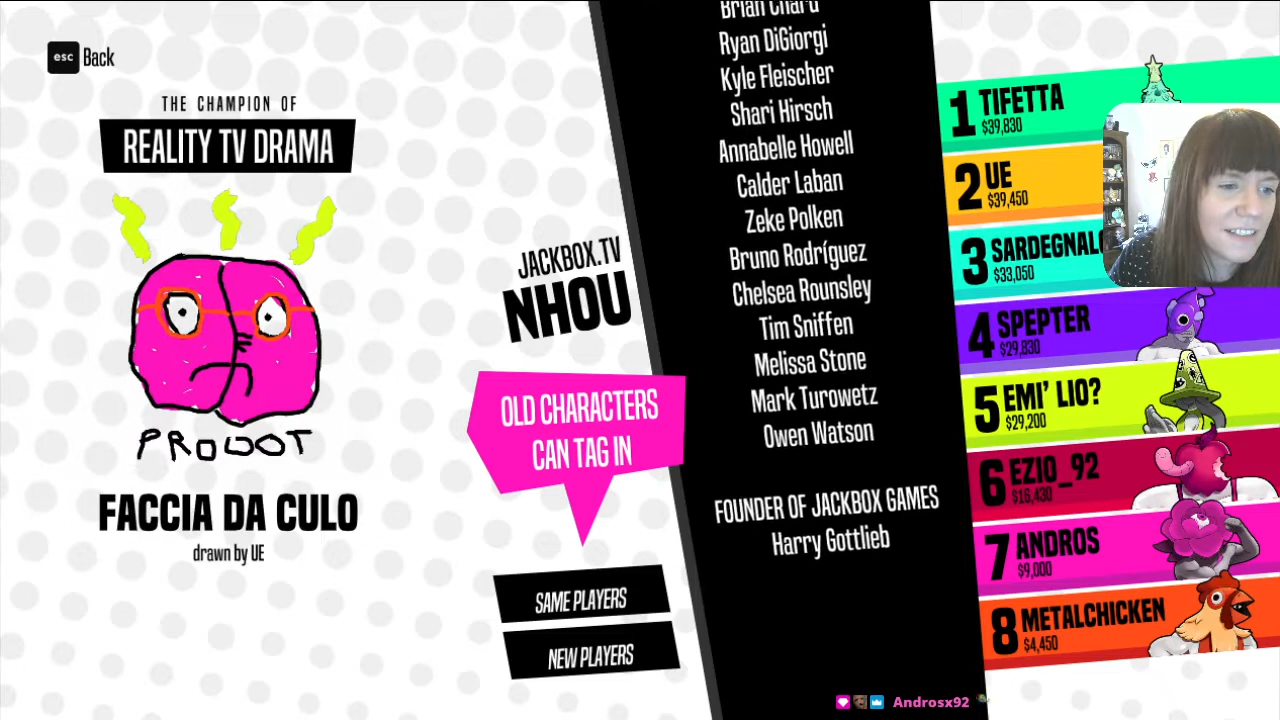 esc Back
THE CHAMPION OF
REALITY TV DRAMA
PROOOT
FACCIA DA CULO
drawn by UE
JACKBOX.TV
NHOU
OLD CHARACTERS
CAN TAG IN
SAME PLAYERS
NEW PLAYERS
Brian Chard
Ryan DiGiorgi
Kyle Fleischer
Shari Hirsch
Annabelle Howell
Calder Laban
Zeke Polken
Bruno Rodríguez
Chelsea Rounsley
Tim Sniffen
Melissa Stone
Mark Turowetz
Owen Watson
FOUNDER OF JACKBOX GAMES
Harry Gottlieb
1 TIFETTA
$39,830
2 UE
$39,450
3 SARDEGNAL
$33,050
4 SPEPTER
$29,830
5 EMI' LIO?
$29,200
6 EZIO_92
$16,430
7 ANDROS
$9,000
8 METALCHICKEN
$4,450
Androsx92